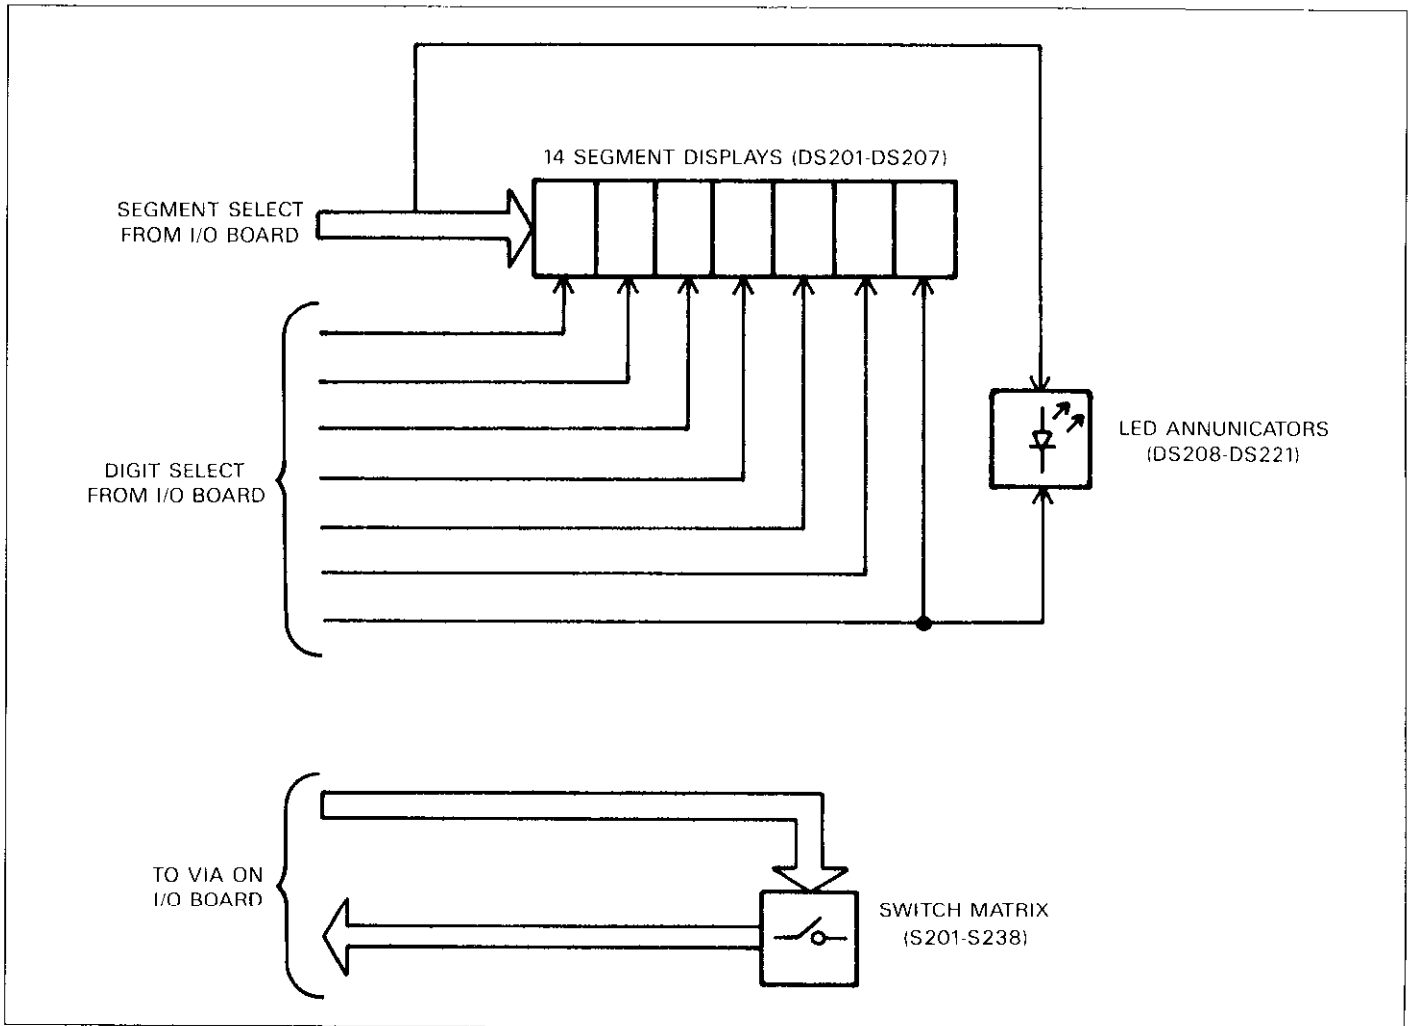 14 SEGMENT DISPLAYS (DS201-DS207)
SEGMENT SELECT
FROM I/O BOARD
DIGIT SELECT
FROM I/O BOARD
LED ANNUNICATORS
(DS208-DS221)
TO VIA ON
I/O BOARD
SWITCH MATRIX
(S201-S238)